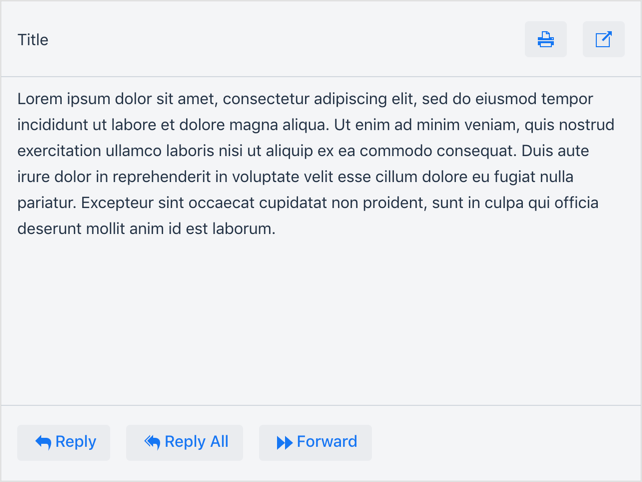 Title
Lorem ipsum dolor sit amet, consectetur adipiscing elit, sed do eiusmod tempor
incididunt ut labore et dolore magna aliqua. Ut enim ad minim veniam, quis nostrud
exercitation ullamco laboris nisi ut aliquip ex ea commodo consequat. Duis aute
irure dolor in reprehenderit in voluptate velit esse cillum dolore eu fugiat nulla
pariatur. Excepteur sint occaecat cupidatat non proident, sunt in culpa qui officia
deserunt mollit anim id est laborum.
Reply
Reply All
Forward